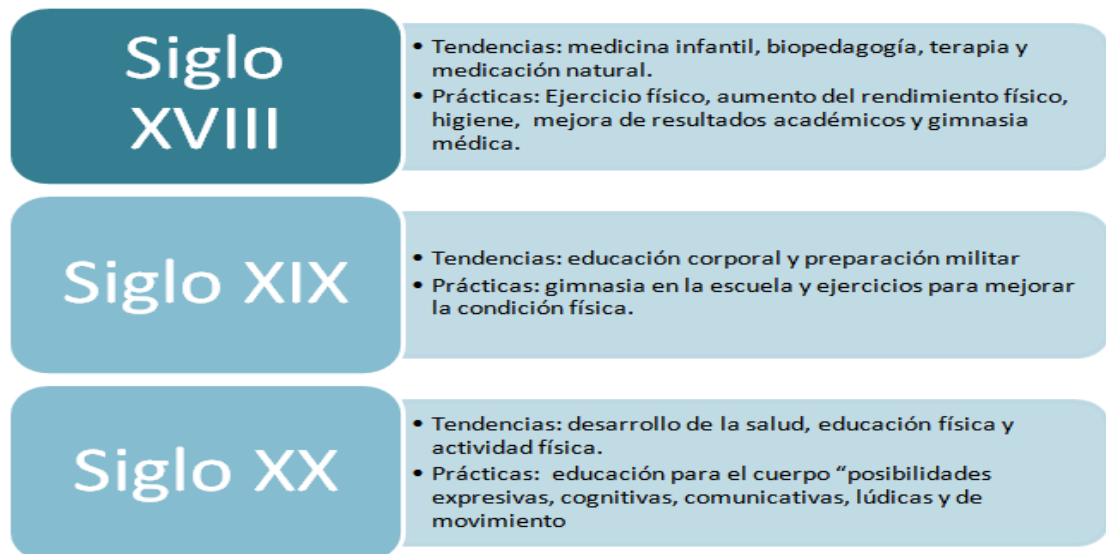 Siglo
XVIII
• Tendencias: medicina infantil, biopedagogía, terapia y
medicación natural.
• Prácticas: Ejercicio físico, aumento del rendimiento físico,
higiene,  mejora de resultados académicos y gimnasia
médica.
Siglo XIX
• Tendencias: educación corporal y preparación militar
• Prácticas: gimnasia en la escuela y ejercicios para mejorar
la condición física.
Siglo XX
• Tendencias: desarrollo de la salud, educación física y
actividad física.
• Prácticas:  educación para el cuerpo “posibilidades
expresivas, cognitivas, comunicativas, lúdicas y de
movimiento